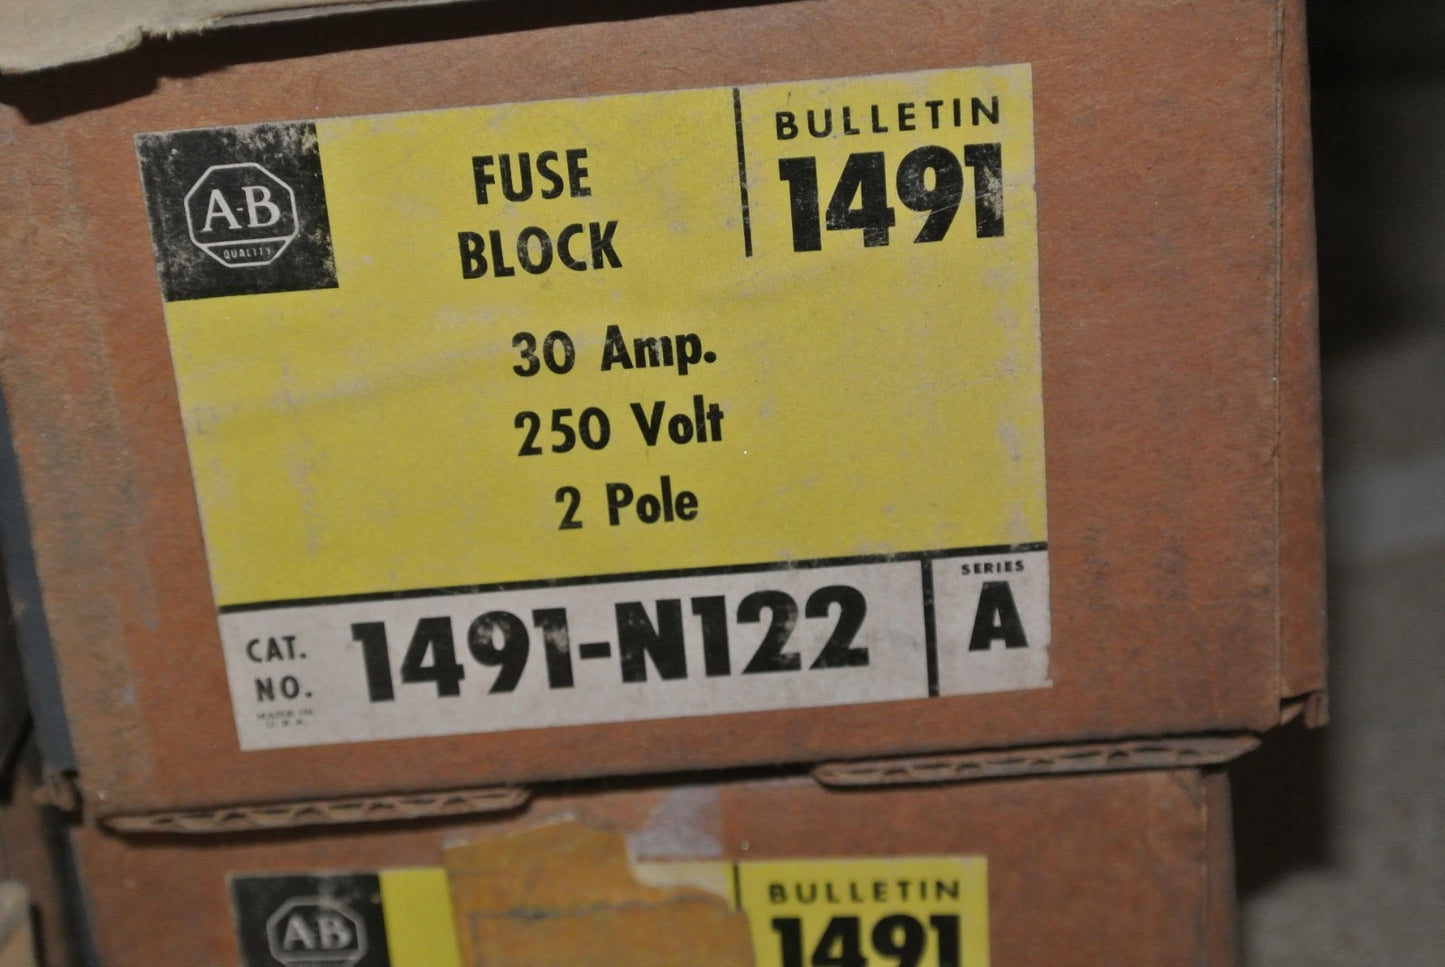 A-B
QUALITY
FUSE
BLOCK
BULLETIN
1491
30 Amp.
250 Volt
2 Pole
CAT.
NO.
MADE IN
U.S.A.
1491-N122
SERIES
A
A-B
BULLETIN
1491